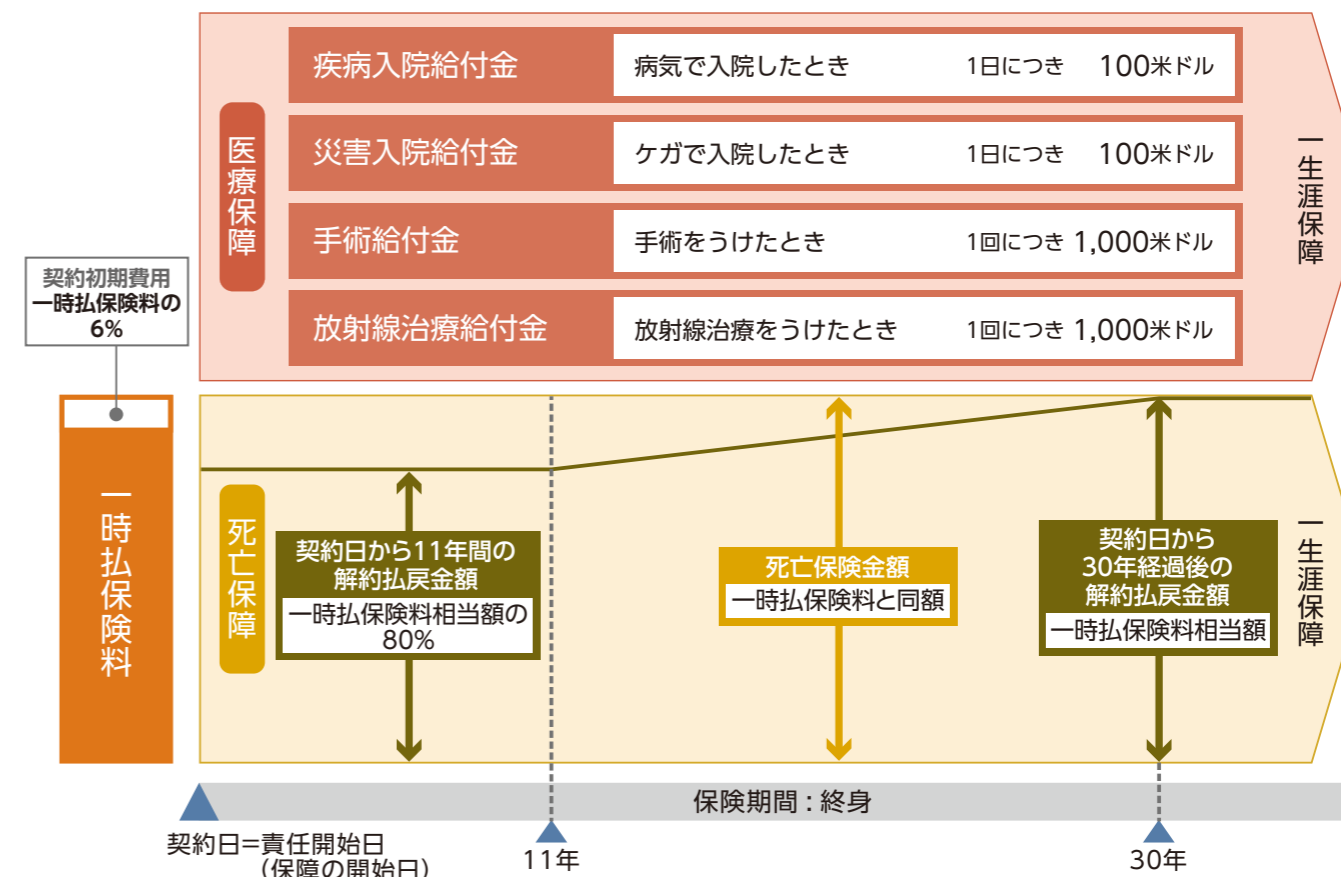 医療保障
疾病入院給付金 病気で入院したとき 1日につき 100米ドル
災害入院給付金 ケガで入院したとき 1日につき 100米ドル
手術給付金 手術をうけたとき 1回につき 1,000米ドル
放射線治療給付金 放射線治療をうけたとき 1回につき 1,000米ドル
一生涯保障
契約初期費用
一時払保険料の
6%
一時払保険料
死亡保障
契約日から11年間の
解約払戻金額
一時払保険料相当額の
80%
死亡保険金額
一時払保険料と同額
契約日から
30年経過後の
解約払戻金額
一時払保険料相当額
一生涯保障
保険期間:終身
契約日=責任開始日
(保障の開始日)
11年
30年